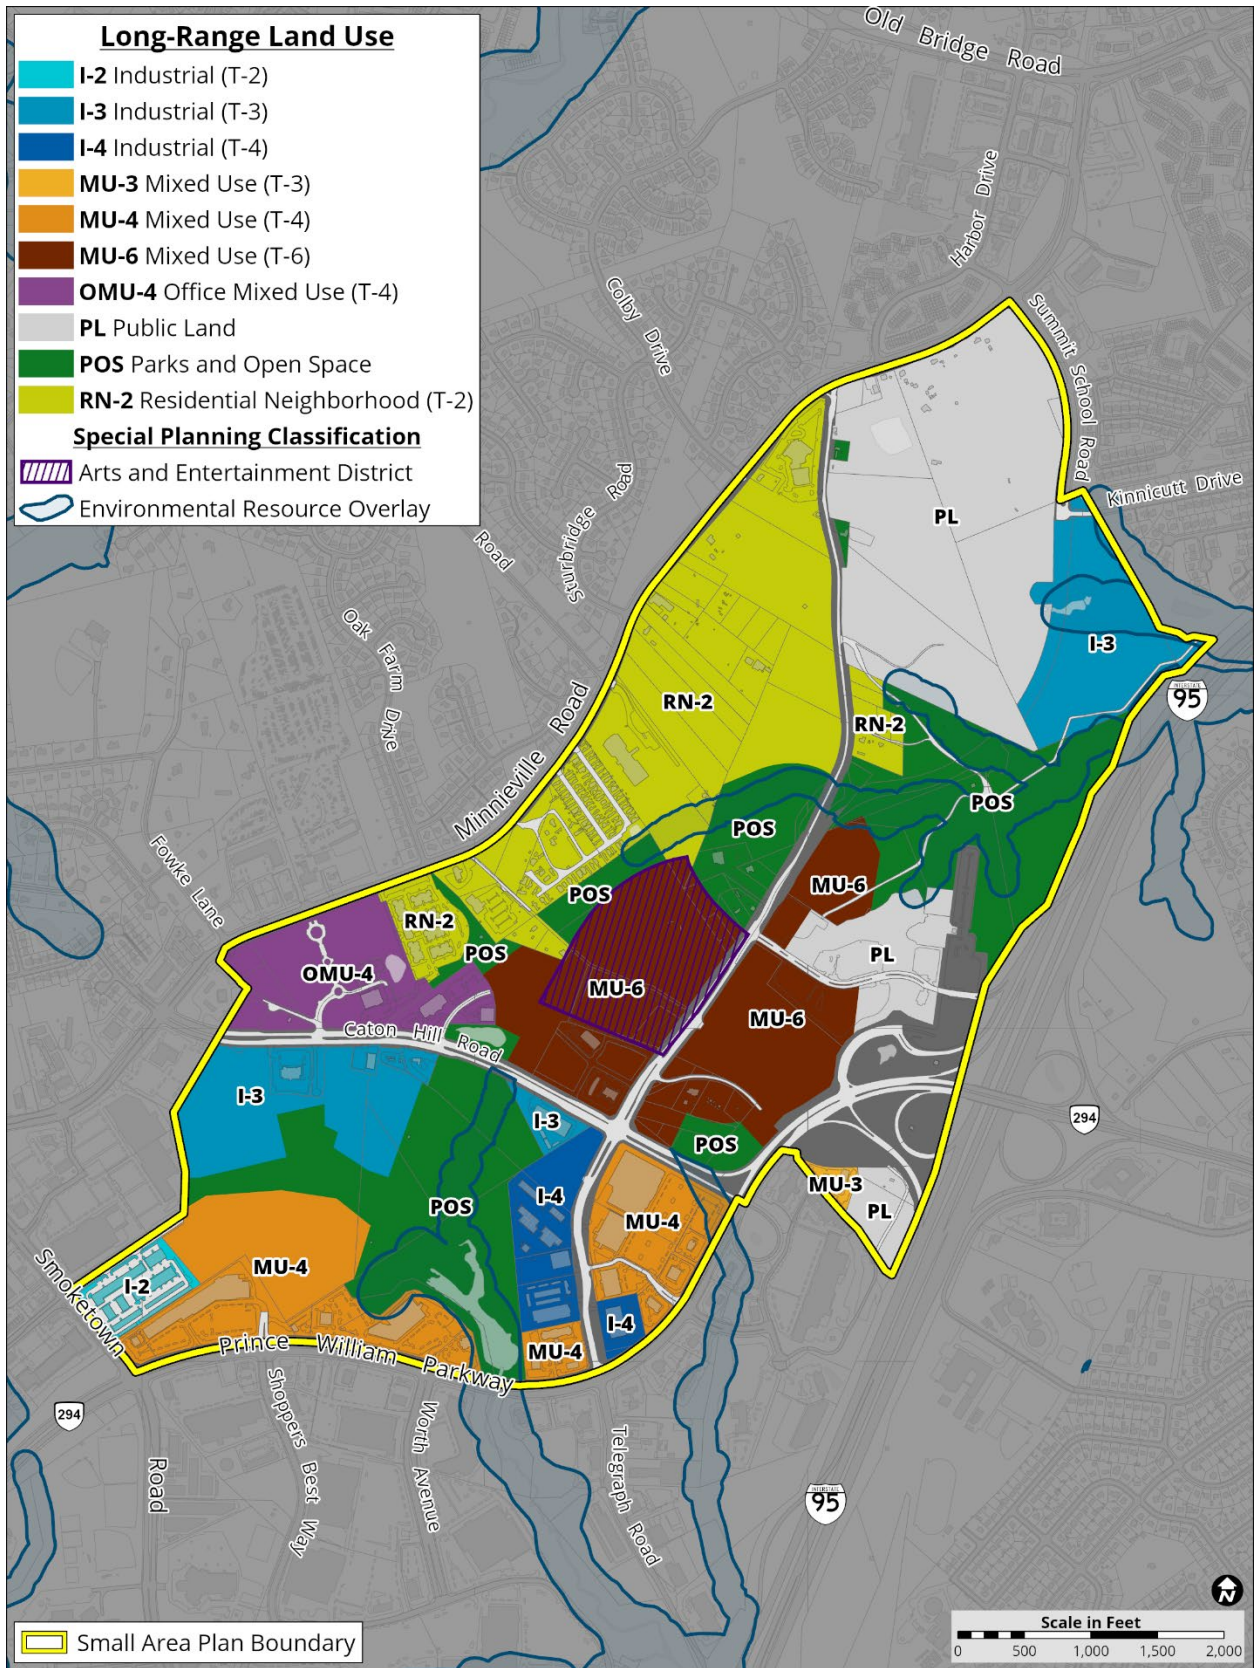 Long-Range Land Use
I-2 Industrial (T-2)
I-3 Industrial (T-3)
I-4 Industrial (T-4)
MU-3 Mixed Use (T-3)
MU-4 Mixed Use (T-4)
MU-6 Mixed Use (T-6)
OMU-4 Office Mixed Use (T-4)
PL Public Land
POS Parks and Open Space
RN-2 Residential Neighborhood (T-2)
Special Planning Classification
Arts and Entertainment District
Environmental Resource Overlay
Old Bridge Road
Harbor Drive
Colby Drive
Summit School Road
Kinnicutt Drive
Sturbridge Road
Road
PL
Oak Farm Drive
I-3
INTERSTATE
95
RN-2
RN-2
Minnieville Road
POS
POS
Fowke Lane
MU-6
POS
RN-2
POS
PL
OMU-4
MU-6
MU-6
Caton Hill Road
I-3
I-3
POS
294
MU-3
I-4
POS
MU-4
PL
Smoketown
MU-4
I-2
I-4
Prince William Parkway
MU-4
294
Road
Shoppers Best Way
Worth Avenue
Telegraph Road
INTERSTATE
95
N
Small Area Plan Boundary
Scale in Feet
0 500 1,000 1,500 2,000